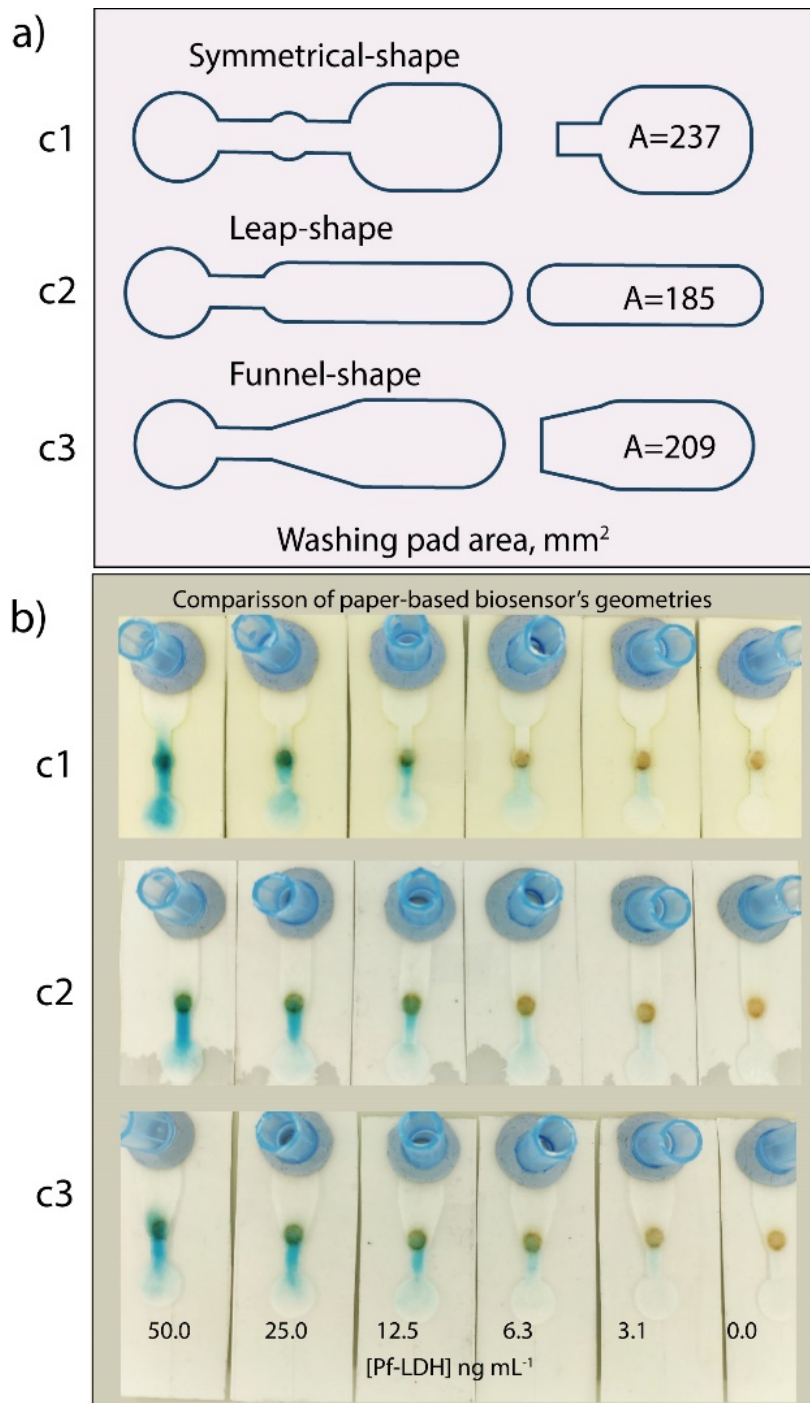 a)
Symmetrical-shape
c1
A=237
Leap-shape
c2
A=185
Funnel-shape
c3
A=209
Washing pad area, mm²
b)
Comparisson of paper-based biosensor's geometries
c1
c2
c3
50.0 25.0 12.5 6.3 3.1 0.0
[Pf-LDH] ng mL⁻¹